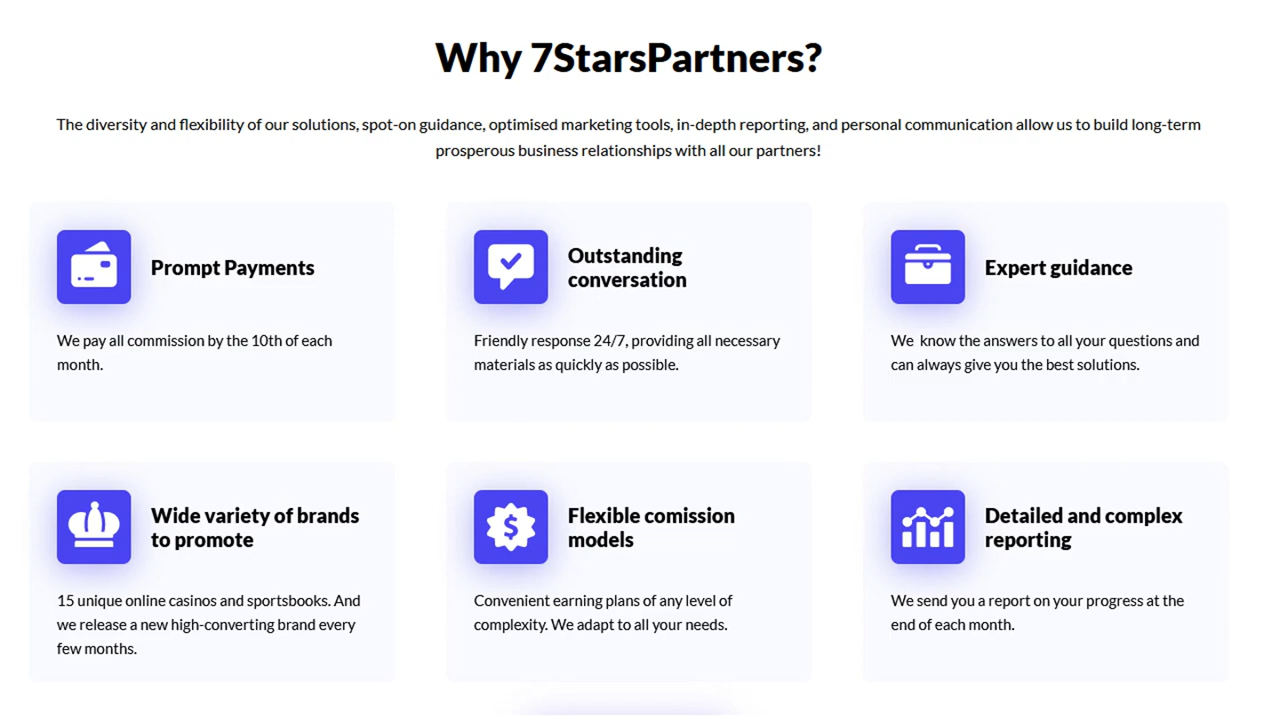 Why 7StarsPartners?
The diversity and flexibility of our solutions, spot-on guidance, optimised marketing tools, in-depth reporting, and personal communication allow us to build long-term
prosperous business relationships with all our partners!
Prompt Payments
We pay all commission by the 10th of each
month.
Outstanding
conversation
Friendly response 24/7, providing all necessary
materials as quickly as possible.
Expert guidance
We know the answers to all your questions and
can always give you the best solutions.
Wide variety of brands
to promote
15 unique online casinos and sportsbooks. And
we release a new high-converting brand every
few months.
$
Flexible comission
models
Convenient earning plans of any level of
complexity. We adapt to all your needs.
Detailed and complex
reporting
We send you a report on your progress at the
end of each month.